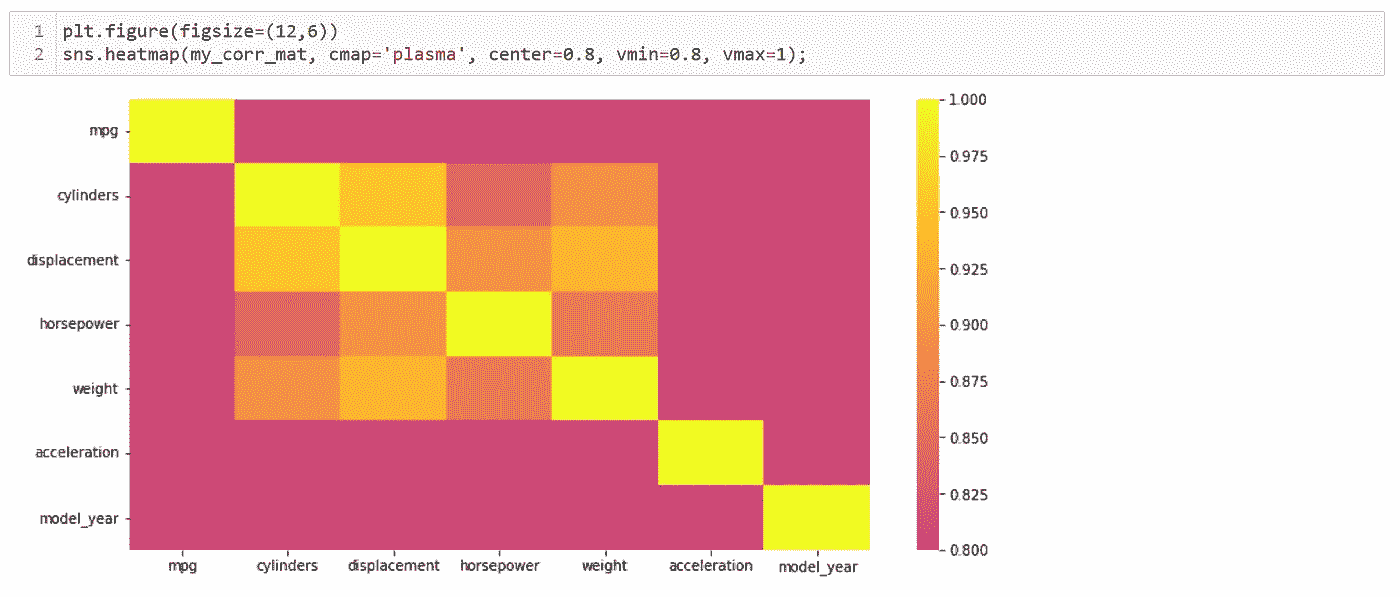 1 plt.figure(figsize=(12,6))
2 sns.heatmap(my_corr_mat, cmap='plasma', center=0.8, vmin=0.8, vmax=1);
mpg
cylinders
displacement
horsepower
weight
acceleration
model_year
mpg cylinders displacement horsepower weight acceleration model_year
1.000
0.975
0.950
0.925
0.900
0.875
0.850
0.825
0.800